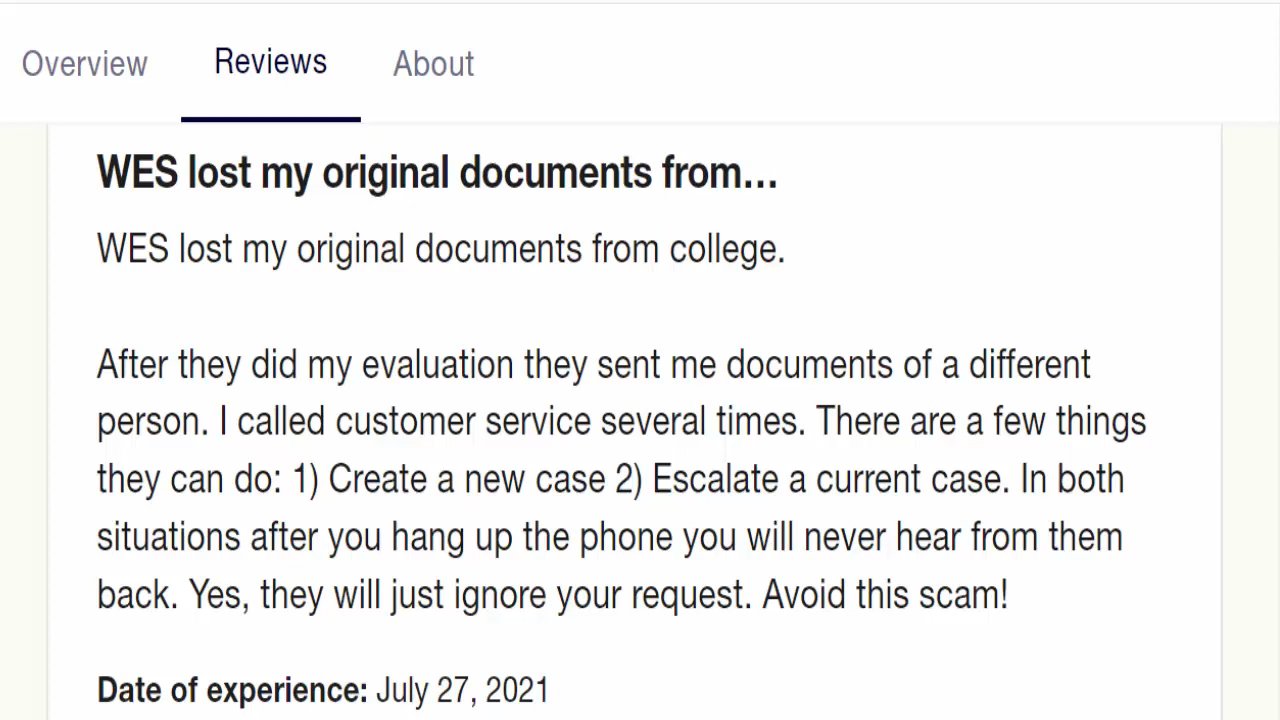 Overview Reviews About
WES lost my original documents from...
WES lost my original documents from college.
After they did my evaluation they sent me documents of a different
person. I called customer service several times. There are a few things
they can do: 1) Create a new case 2) Escalate a current case. In both
situations after you hang up the phone you will never hear from them
back. Yes, they will just ignore your request. Avoid this scam!
Date of experience: July 27, 2021